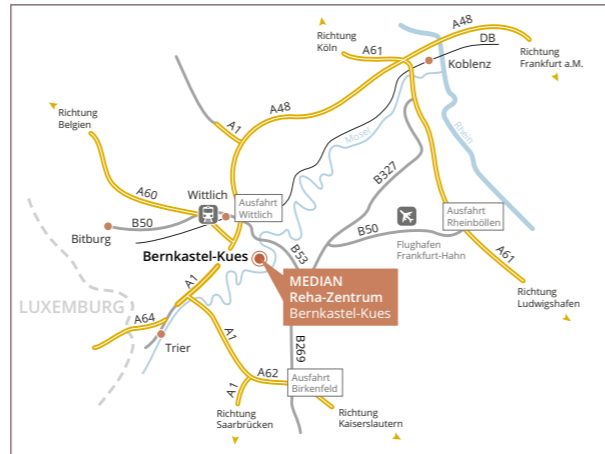 Richtung
Köln
A61
A48
DB
Koblenz
Richtung
Frankfurt a.M.
Richtung
Belgien
A1
A48
Mosel
Rhein
A60
Wittlich
Ausfahrt
Wittlich
B327
B50
Bitburg
B53
B50
Ausfahrt
Rheinböllen
Flughafen
Frankfurt-Hahn
A61
Bernkastel-Kues
MEDIAN
Reha-Zentrum
Bernkastel-Kues
Richtung
Ludwigshafen
LUXEMBURG
A1
A64
Trier
A1
B269
A62
Ausfahrt
Birkenfeld
A1
Richtung
Saarbrücken
Richtung
Kaiserslautern